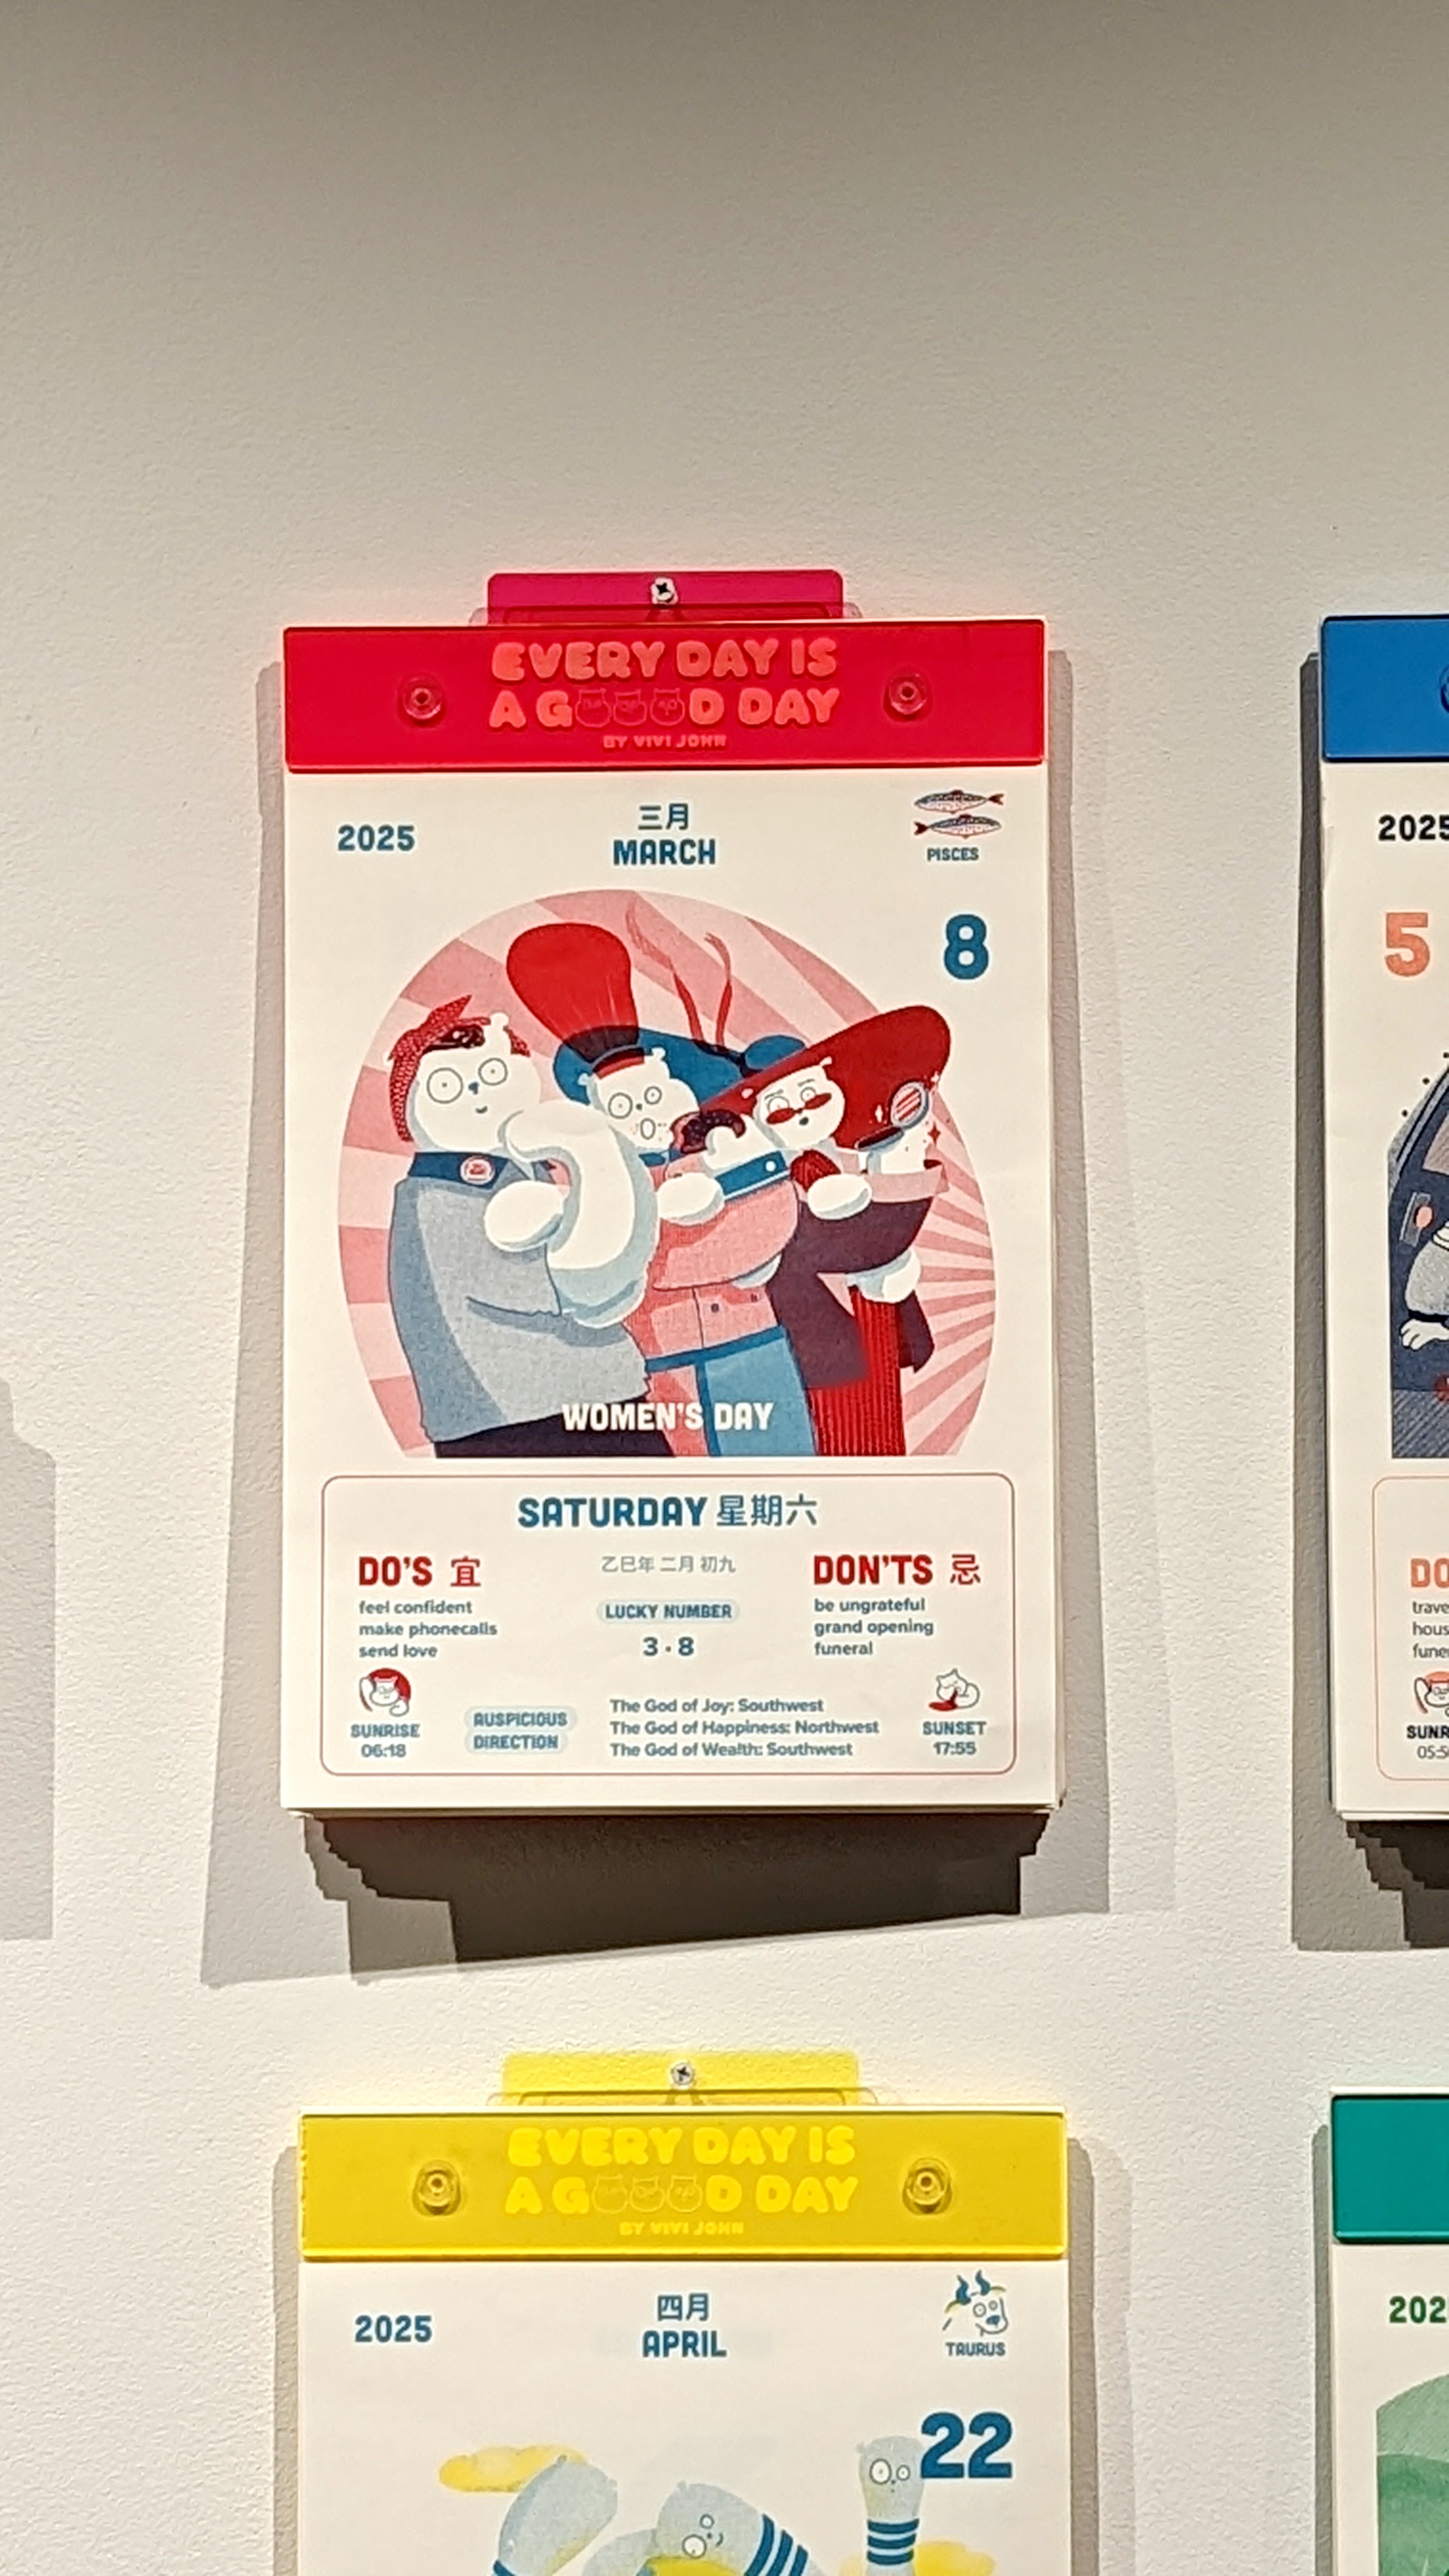 EVERY DAY IS
A GOOOD DAY
BY VIVI JOHN
2025
三月
MARCH
PISCES
8
WOMEN'S DAY
SATURDAY 星期六
DO'S 宜
feel confident
make phonecalls
send love
乙巳年 二月 初九
LUCKY NUMBER
3 · 8
DON'TS 忌
be ungrateful
grand opening
funeral
SUNRISE
06:18
AUSPICIOUS
DIRECTION
The God of Joy: Southwest
The God of Happiness: Northwest
The God of Wealth: Southwest
SUNSET
17:55
2025
5
EVERY DAY IS
A GOOOD DAY
BY VIVI JOHN
2025
四月
APRIL
TAURUS
22